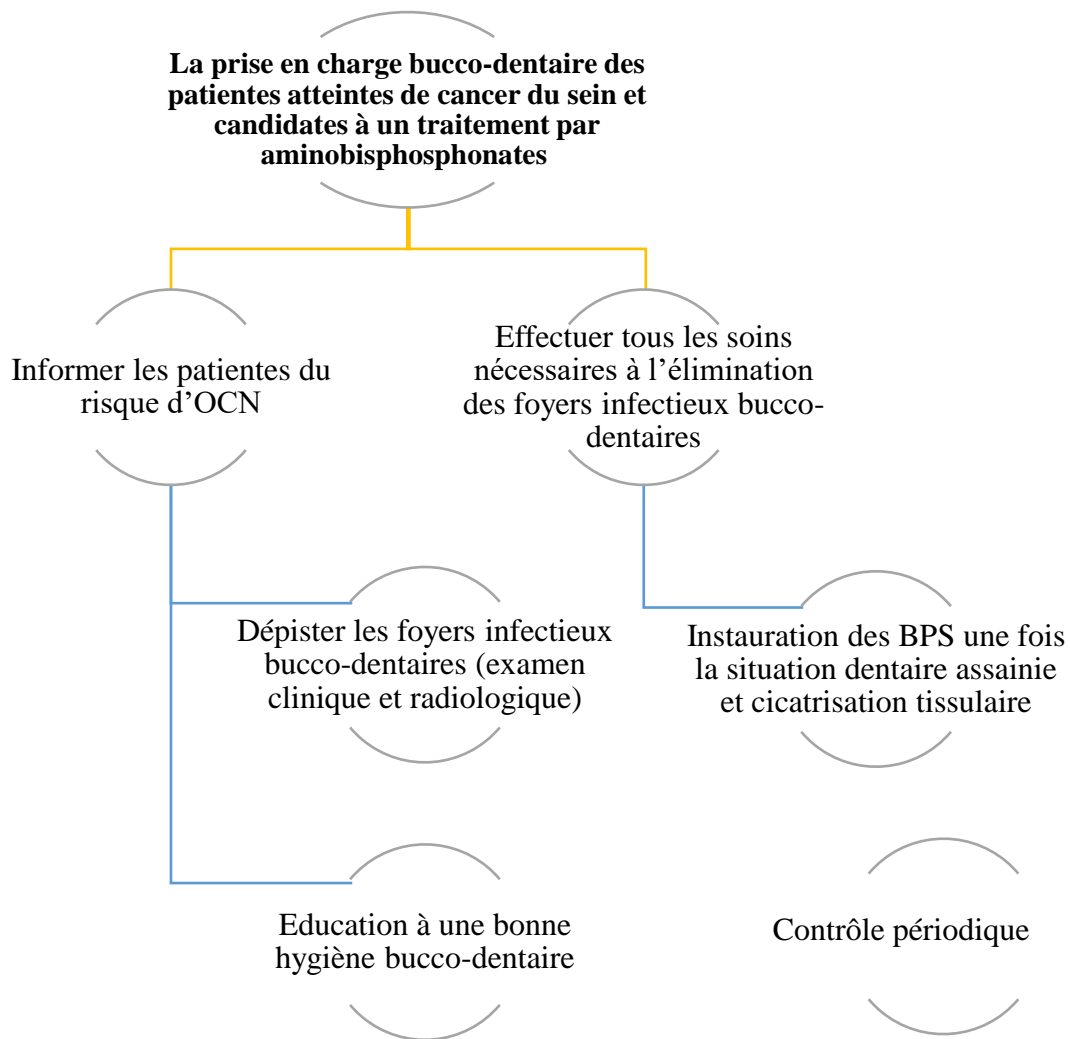 La prise en charge bucco-dentaire des
patientes atteintes de cancer du sein et
candidates à un traitement par
aminobisphosphonates
Informer les patientes du
risque d'OCN
Effectuer tous les soins
nécessaires à l'élimination
des foyers infectieux bucco-
dentaires
Dépister les foyers infectieux
bucco-dentaires (examen
clinique et radiologique)
Instauration des BPS une fois
la situation dentaire assainie
et cicatrisation tissulaire
Education à une bonne
hygiène bucco-dentaire
Contrôle périodique